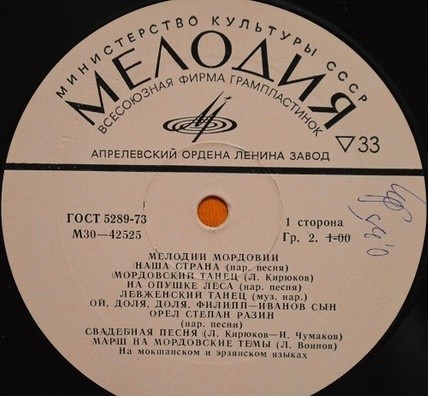 МИНИСТЕРСТВО КУЛЬТУРЫ СССР
МЕЛОДИЯ
ВСЕСОЮЗНАЯ ФИРМА ГРАМПЛАСТИНОК
33
АПРЕЛЕВСКИЙ ОРДЕНА ЛЕНИНА ЗАВОД
ГОСТ 5289-73
М30—42525
1 сторона
Гр. 2. 1-00
МЕЛОДИИ МОРДОВИИ
НАША СТРАНА (нар. песня)
МОРДОВСКИЙ ТАНЕЦ (Л. Кирюков)
НА ОПУШКЕ ЛЕСА (нар. песня)
ЛЕВЖЕНСКИЙ ТАНЕЦ (муз. нар.)
ОЙ, ДОЛЯ, ДОЛЯ, ФИЛИПП—ИВАНОВ СЫН
ОРЕЛ СТЕПАН РАЗИН
(нар. песни)
СВАДЕБНАЯ ПЕСНЯ (Л. Кирюков—И. Чумаков)
МАРШ НА МОРДОВСКИЕ ТЕМЫ (Л. Воинов)
На мокшанском и эрзянском языках